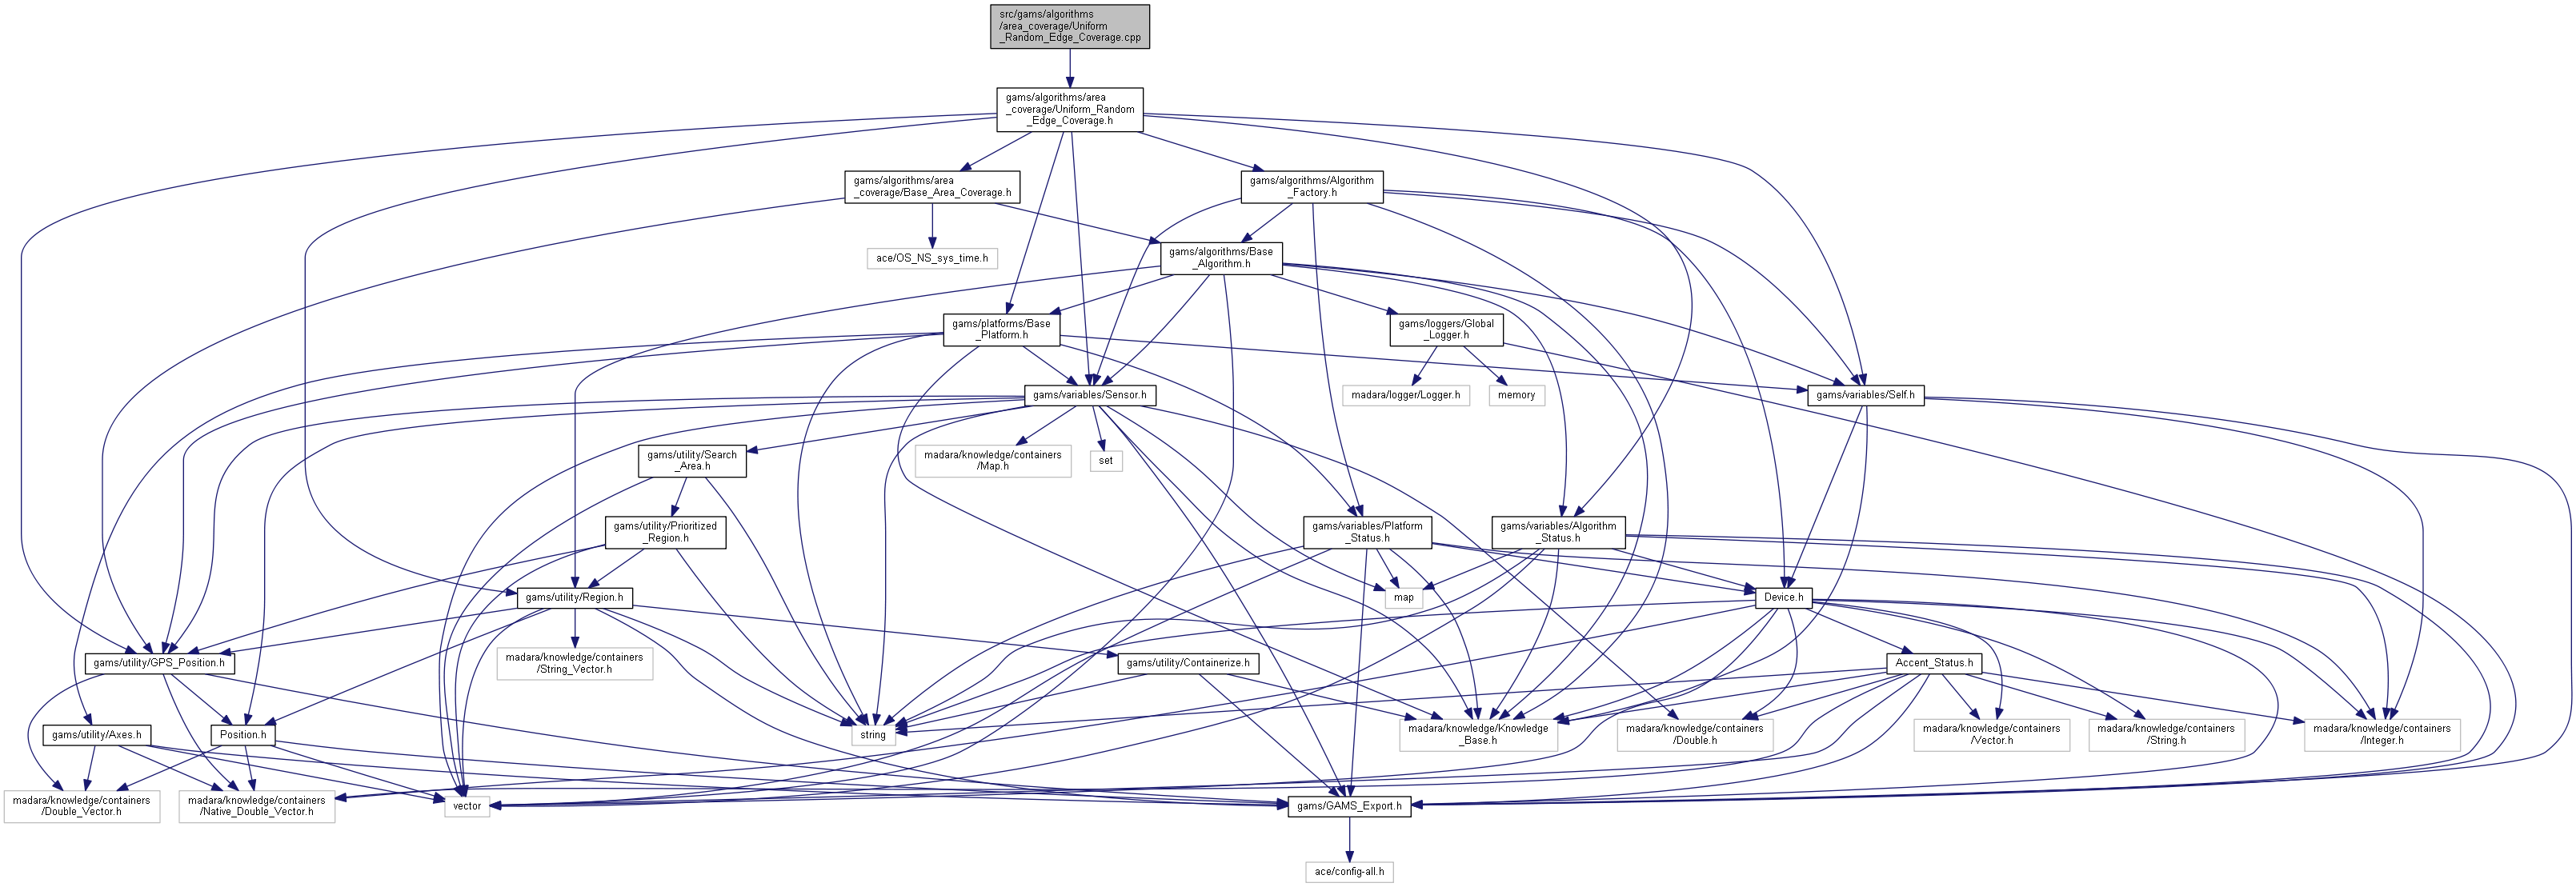 src/gams/algorithms
/area_coverage/Uniform
_Random_Edge_Coverage.cpp
gams/algorithms/area
_coverage/Uniform_Random
_Edge_Coverage.h
gams/algorithms/area
_coverage/Base_Area_Coverage.h
gams/algorithms/Algorithm
_Factory.h
ace/OS_NS_sys_time.h
gams/algorithms/Base
_Algorithm.h
gams/platforms/Base
_Platform.h
gams/loggers/Global
_Logger.h
gams/variables/Sensor.h
madara/logger/Logger.h
memory
gams/variables/Self.h
gams/utility/Search
_Area.h
madara/knowledge/containers
/Map.h
set
gams/utility/Prioritized
_Region.h
gams/variables/Platform
_Status.h
gams/variables/Algorithm
_Status.h
gams/utility/Region.h
map
Device.h
gams/utility/GPS_Position.h
madara/knowledge/containers
/String_Vector.h
gams/utility/Containerize.h
Accent_Status.h
gams/utility/Axes.h
Position.h
string
madara/knowledge/Knowledge
_Base.h
madara/knowledge/containers
/Double.h
madara/knowledge/containers
/Vector.h
madara/knowledge/containers
/String.h
madara/knowledge/containers
/Integer.h
madara/knowledge/containers
/Double_Vector.h
madara/knowledge/containers
/Native_Double_Vector.h
vector
gams/GAMS_Export.h
ace/config-all.h